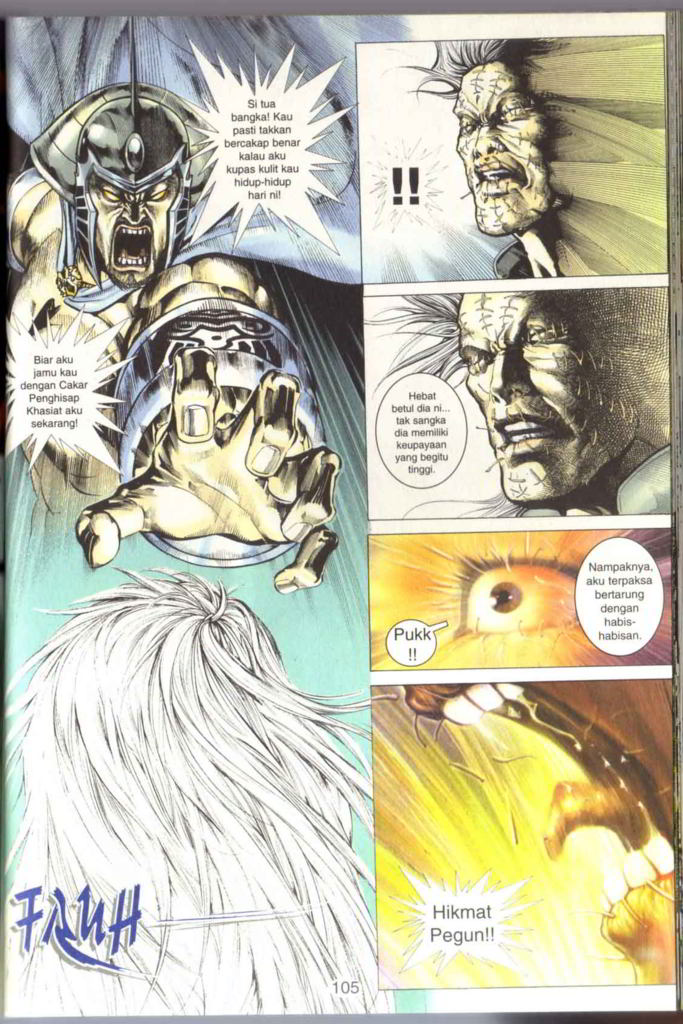 Si tua
bangka! Kau
pasti takkan
bercakap benar
kalau aku
kupas kulit kau
hidup-hidup
hari ni!
Biar aku
jamu kau
dengan Cakar
Penghisap
Khasiat aku
sekarang!
!!
Hebat
betul dia ni...
tak sangka
dia memiliki
keupayaan
yang begitu
tinggi.
Nampaknya,
aku terpaksa
bertarung
dengan
habis-
habisan.
Pukk
!!
Hikmat
Pegun!!
105